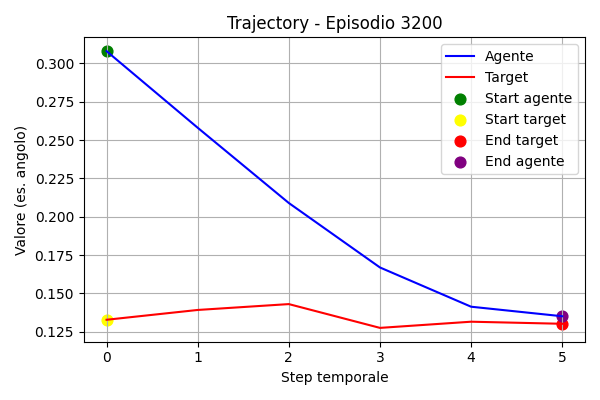 Trajectory - Episodio 3200
Valore (es. angolo)
0.300
0.275
0.250
0.225
0.200
0.175
0.150
0.125
Agente
Target
Start agente
Start target
End target
End agente
0 1 2 3 4 5
Step temporale